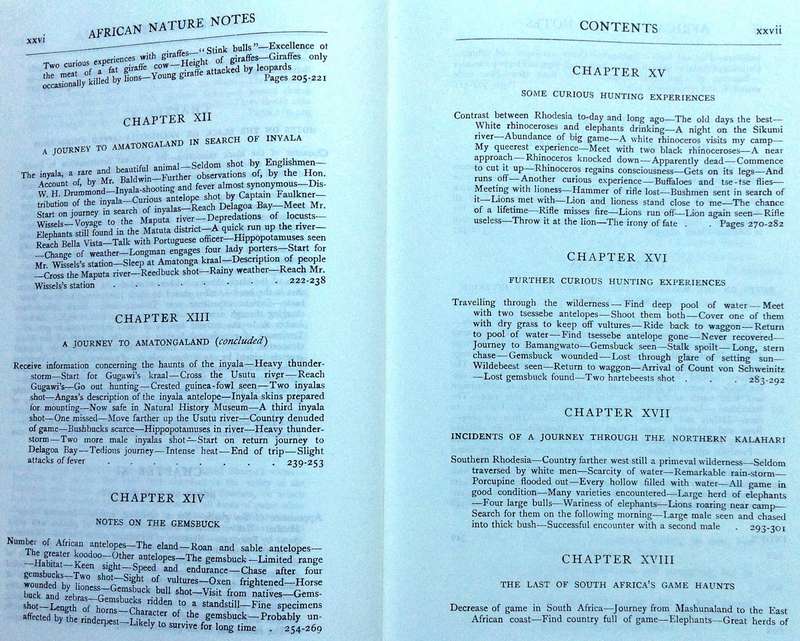 xxvi AFRICAN NATURE NOTES
Two curious experiences with giraffes—"Stink bulls"—Excellence of
the meat of a fat giraffe cow—Height of giraffes—Giraffes only
occasionally killed by lions—Young giraffe attacked by leopards
Pages 205-221
CHAPTER XII
A JOURNEY TO AMATONGALAND IN SEARCH OF INYALA
The inyala, a rare and beautiful animal—Seldom shot by Englishmen—
Account of, by Mr. Baldwin—Further observations of, by the Hon.
W. H. Drummond—Inyala-shooting and fever almost synonymous—Dis-
tribution of the inyala—Curious antelope shot by Captain Faulkner—
Start on journey in search of inyalas—Reach Delagoa Bay—Meet Mr.
Wissels—Voyage to the Maputa river—Depredations of locusts—
Elephants still found in the Matuta district—A quick run up the river—
Reach Bella Vista—Talk with Portuguese officer—Hippopotamuses seen
—Change of weather—Longman engages four lady porters—Start for
Mr. Wissels's station—Sleep at Amatonga kraal—Description of people
—Cross the Maputa river—Reedbuck shot—Rainy weather—Reach Mr.
Wissels's station . . . . . . . . 222-238
CHAPTER XIII
A JOURNEY TO AMATONGALAND (concluded)
Receive information concerning the haunts of the inyala—Heavy thunder-
storm—Start for Gugawi's kraal—Cross the Usutu river—Reach
Gugawi's—Go out hunting—Crested guinea-fowl seen—Two inyalas
shot—Angas's description of the inyala antelope—Inyala skins prepared
for mounting—Now safe in Natural History Museum—A third inyala
shot—One missed—Move farther up the Usutu river—Country denuded
of game—Bushbucks scarce—Hippopotamuses in river—Heavy thunder-
storm—Two more male inyalas shot—Start on return journey to
Delagoa Bay—Tedious journey—Intense heat—End of trip—Slight
attacks of fever . . . . . . . . 239-253
CHAPTER XIV
NOTES ON THE GEMSBUCK
Number of African antelopes—The eland—Roan and sable antelopes—
The greater koodoo—Other antelopes—The gemsbuck—Limited range
—Habitat—Keen sight—Speed and endurance—Chase after four
gemsbucks—Two shot—Sight of vultures—Oxen frightened—Horse
wounded by lioness—Gemsbuck bull shot—Visit from natives—Gems-
buck and zebras—Gemsbucks ridden to a standstill—Fine specimens
shot—Length of horns—Character of the gemsbuck—Probably un-
affected by the rinderpest—Likely to survive for long time . 254-269
CONTENTS xxvii
CHAPTER XV
SOME CURIOUS HUNTING EXPERIENCES
Contrast between Rhodesia to-day and long ago—The old days the best—
White rhinoceroses and elephants drinking—A night on the Sikumi
river—Abundance of big game—A white rhinoceros visits my camp—
My queerest experience—Meet with two black rhinoceroses—A near
approach—Rhinoceros knocked down—Apparently dead—Commence
to cut it up—Rhinoceros regains consciousness—Gets on its legs—And
runs off—Another curious experience—Buffaloes and tse-tse flies—
Meeting with lioness—Hammer of rifle lost—Bushmen sent in search of
it—Lions met with—Lion and lioness stand close to me—The chance
of a lifetime—Rifle misses fire—Lions run off—Lion again seen—Rifle
useless—Throw it at the lion—The irony of fate . . Pages 270-282
CHAPTER XVI
FURTHER CURIOUS HUNTING EXPERIENCES
Travelling through the wilderness—Find deep pool of water—Meet
with two tsessebe antelopes—Shoot them both—Cover one of them
with dry grass to keep off vultures—Ride back to waggon—Return
to pool of water—Find tsessebe antelope gone—Never recovered—
Journey to Bamangwato—Gemsbuck seen—Stalk spoilt—Long, stern
chase—Gemsbuck wounded—Lost through glare of setting sun—
Wildebeest seen—Return to waggon—Arrival of Count von Schweinitz
—Lost gemsbuck found—Two hartebeests shot . . . 283-292
CHAPTER XVII
INCIDENTS OF A JOURNEY THROUGH THE NORTHERN KALAHARI
Southern Rhodesia—Country farther west still a primeval wilderness—Seldom
traversed by white men—Scarcity of water—Remarkable rain-storm—
Porcupine flooded out—Every hollow filled with water—All game in
good condition—Many varieties encountered—Large herd of elephants
—Four large bulls—Wariness of elephants—Lions roaring near camp—
Search for them on the following morning—Large male seen and chased
into thick bush—Successful encounter with a second male . 293-301
CHAPTER XVIII
THE LAST OF SOUTH AFRICA'S GAME HAUNTS
Decrease of game in South Africa—Journey from Mashunaland to the East
African coast—Find country full of game—Elephants—Great herds of